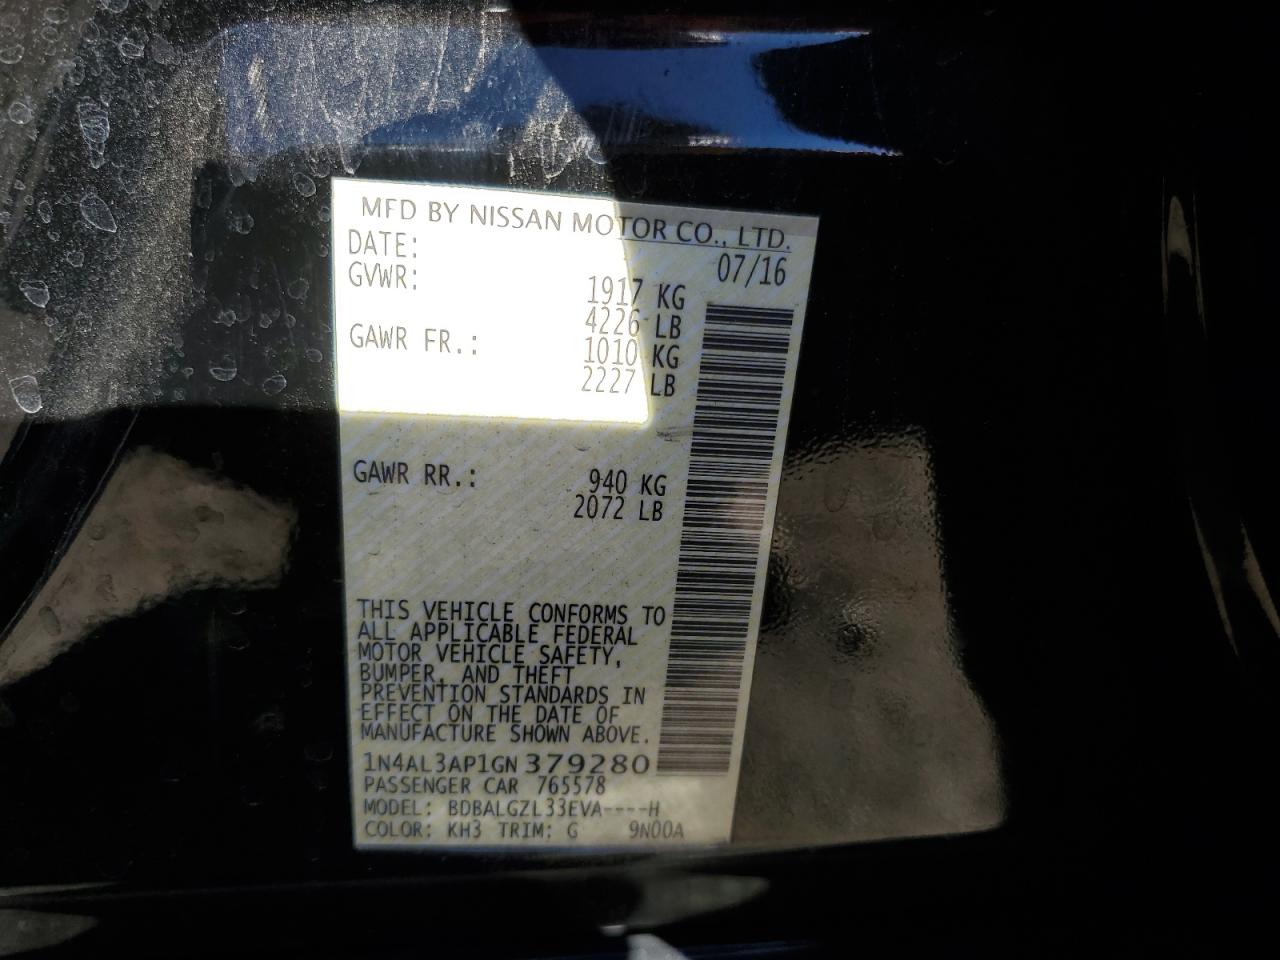 MFD BY NISSAN MOTOR CO., LTD.
DATE: 07/16
GVWR: 1917 KG
4226 LB
GAWR FR.: 1010 KG
2227 LB
GAWR RR.: 940 KG
2072 LB
THIS VEHICLE CONFORMS TO
ALL APPLICABLE FEDERAL
MOTOR VEHICLE SAFETY,
BUMPER, AND THEFT
PREVENTION STANDARDS IN
EFFECT ON THE DATE OF
MANUFACTURE SHOWN ABOVE.
1N4AL3AP1GN379280
PASSENGER CAR 765578
MODEL: BDBALGZL33EVA----H
COLOR: KH3 TRIM: G 9N00A